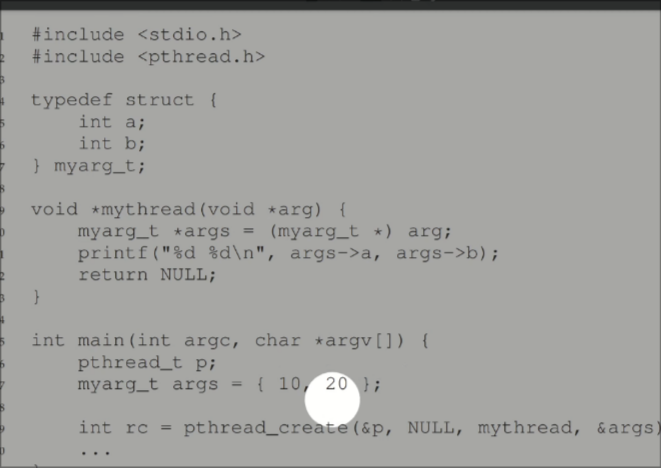 #include <stdio.h>
#include <pthread.h>
typedef struct {
int a;
int b;
} myarg_t;
void *mythread(void *arg) {
myarg_t *args = (myarg_t *) arg;
printf("%d %d\n", args->a, args->b);
return NULL;
}
int main(int argc, char *argv[]) {
pthread_t p;
myarg_t args = { 10, 20 };
int rc = pthread_create(&p, NULL, mythread, &args)
...